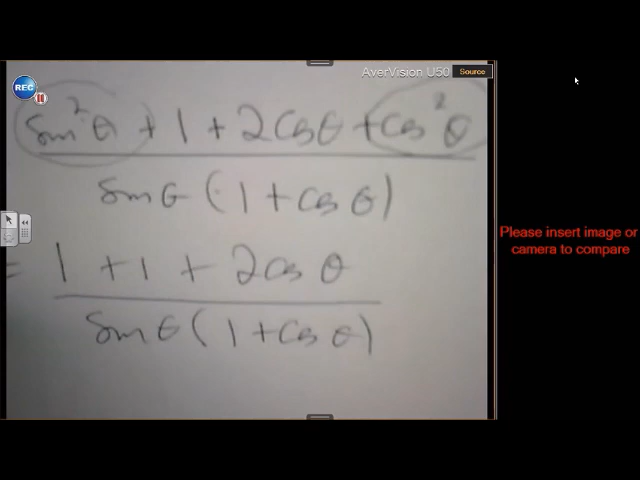 AverVision U50 Source
REC
sin²θ + 1 + 2cosθ + cos²θ
sinθ (1 + cosθ)
= 1 + 1 + 2cosθ
sinθ (1 + cosθ)
Please insert image or
camera to compare